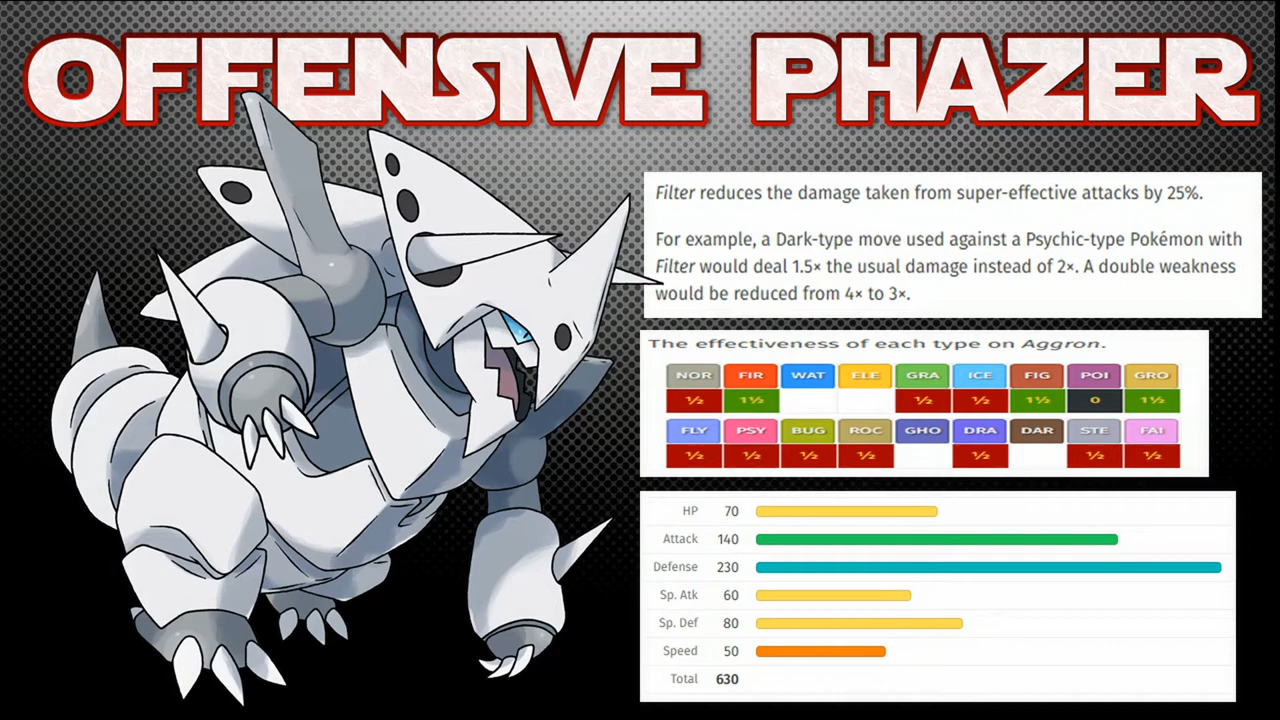 OFFENSIVE PHAZER
Filter reduces the damage taken from super-effective attacks by 25%.
For example, a Dark-type move used against a Psychic-type Pokémon with
Filter would deal 1.5× the usual damage instead of 2×. A double weakness
would be reduced from 4× to 3×.
The effectiveness of each type on Aggron.
NOR FIR WAT ELE GRA ICE FIG POI GRO
½ 1½ ½ ½ 1½ 0 1½
FLY PSY BUG ROC GHO DRA DAR STE FAI
½ ½ ½ ½ ½ ½ ½
HP 70
Attack 140
Defense 230
Sp. Atk 60
Sp. Def 80
Speed 50
Total 630